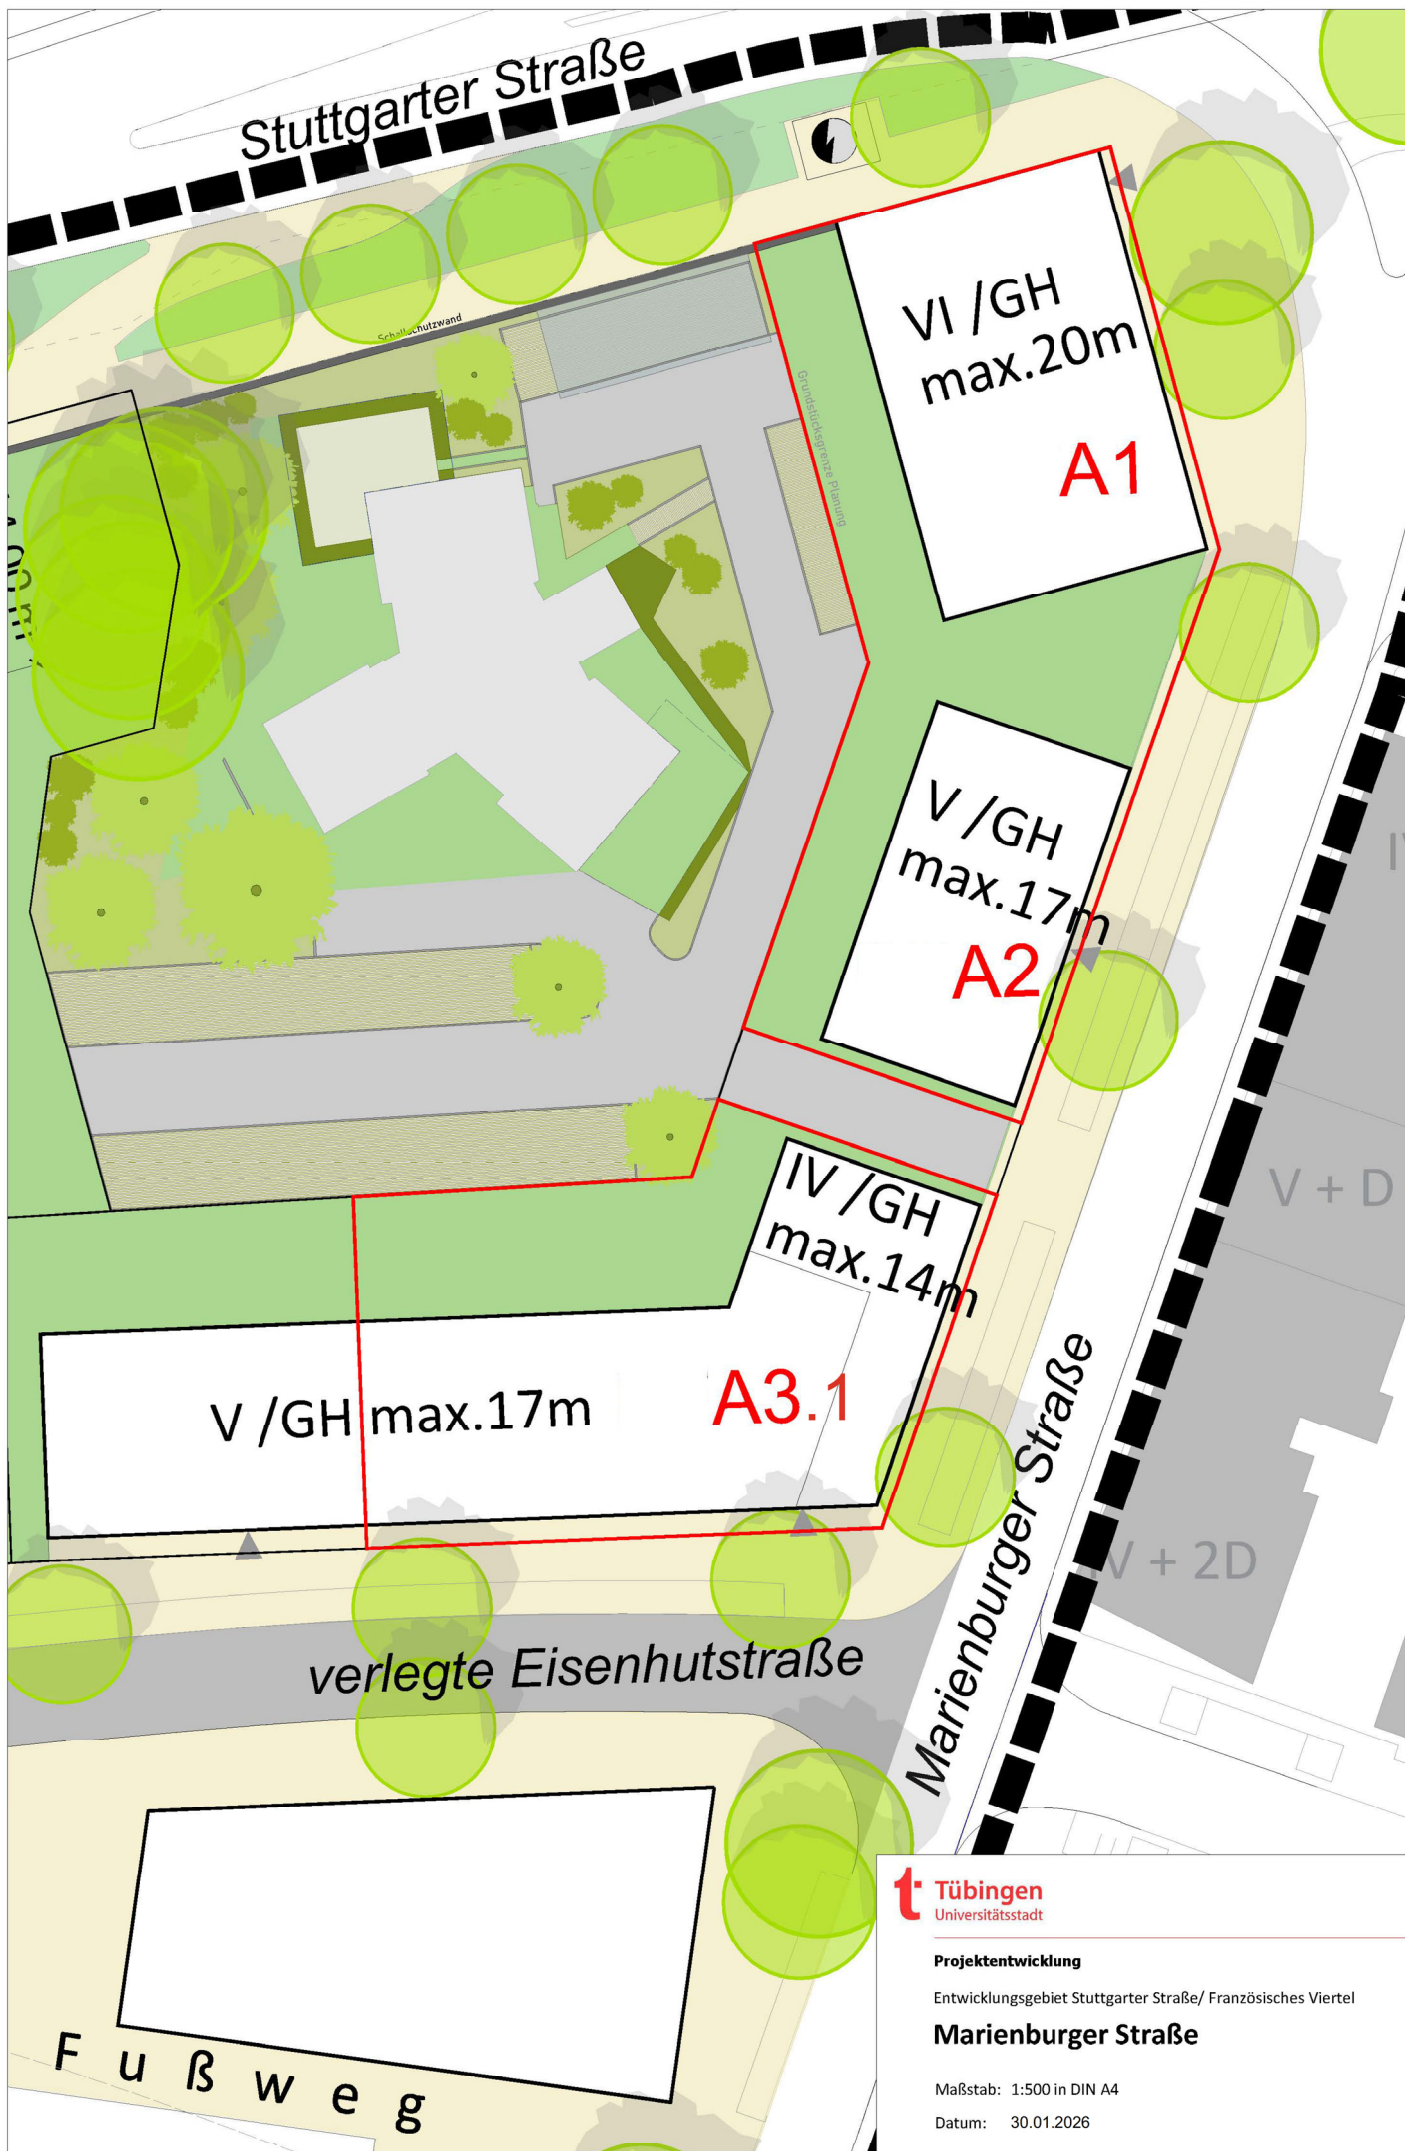 Stuttgarter Straße
Schallschutzwand
VI /GH
max.20m
A1
Grundstücksgrenze Planung
V /GH
max.17m
A2
IV /GH
max.14m
V /GH max.17m
A3.1
V + D
IV + 2D
Marienburger Straße
verlegte Eisenhutstraße
Fußweg
Tübingen
Universitätsstadt
Projektentwicklung
Entwicklungsgebiet Stuttgarter Straße/ Französisches Viertel
Marienburger Straße
Maßstab: 1:500 in DIN A4
Datum: 30.01.2026